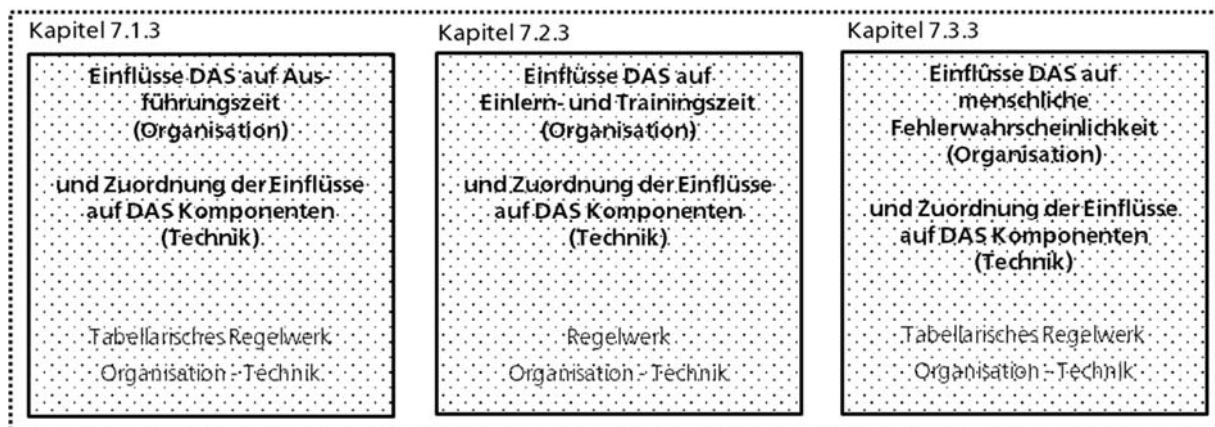 Kapitel 7.1.3
Einflüsse DAS auf Aus-
führungszeit
(Organisation)
und Zuordnung der Einflüsse
auf DAS Komponenten
(Technik)
Tabellarisches Regelwerk
Organisation - Technik
Kapitel 7.2.3
Einflüsse DAS auf
Einlern- und Trainingszeit
(Organisation)
und Zuordnung der Einflüsse
auf DAS Komponenten
(Technik)
Regelwerk
Organisation - Technik
Kapitel 7.3.3
Einflüsse DAS auf
menschliche
Fehlerwahrscheinlichkeit
(Organisation)
und Zuordnung der Einflüsse
auf DAS Komponenten
(Technik)
Tabellarisches Regelwerk
Organisation - Technik